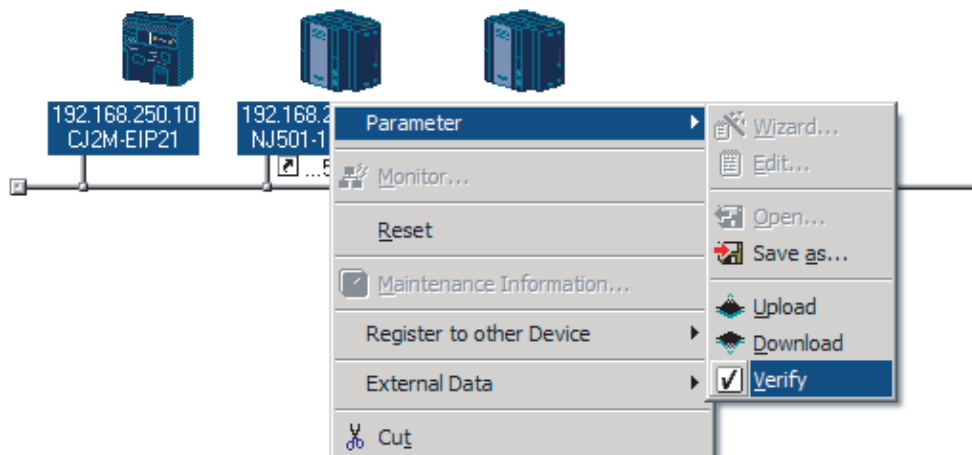 192.168.250.10
CJ2M-EIP21
192.168.2
NJ501-1
...5
Parameter
Monitor...
Reset
Maintenance Information...
Register to other Device
External Data
Cut
Wizard...
Edit...
Open...
Save as...
Upload
Download
Verify